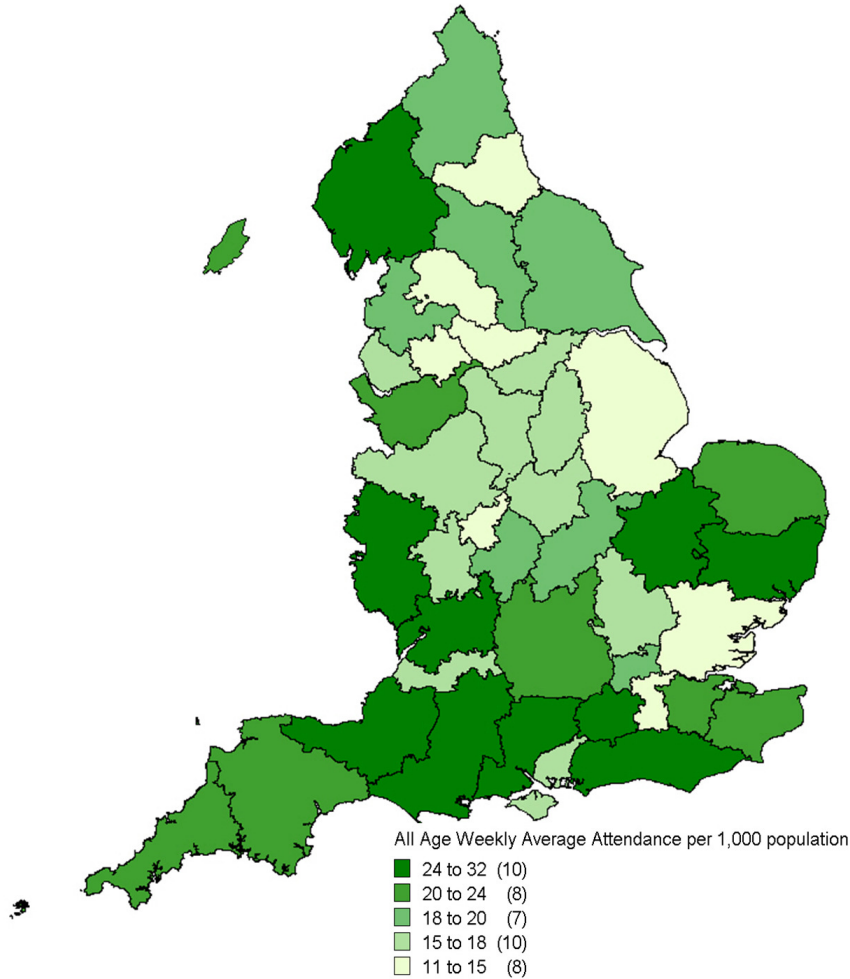 All Age Weekly Average Attendance per 1,000 population
24 to 32 (10)
20 to 24 (8)
18 to 20 (7)
15 to 18 (10)
11 to 15 (8)